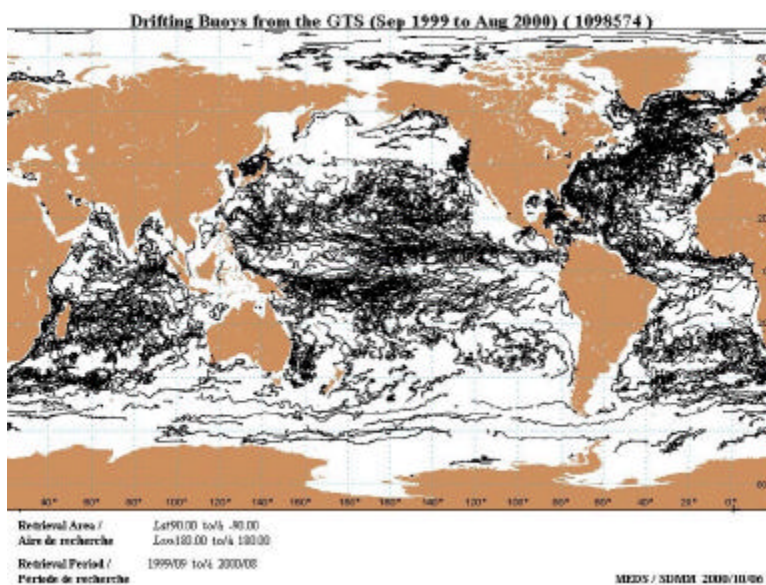 Drifting Buoys from the GTS (Sep 1999 to Aug 2000) ( 1098574 )
40° 60° 80° 100° 120° 140° 160° 180° 160° 140° 120° 100° 80° 60° 40° 20° 0°
Retrieval Area / Lat90.00 to/à -90.00
Aire de recherche Lon180.00 to/à 180.00
Retrieval Period / 1999/09 to/à 2000/08
Période de recherche
MEDS / SDMM 2000/10/06